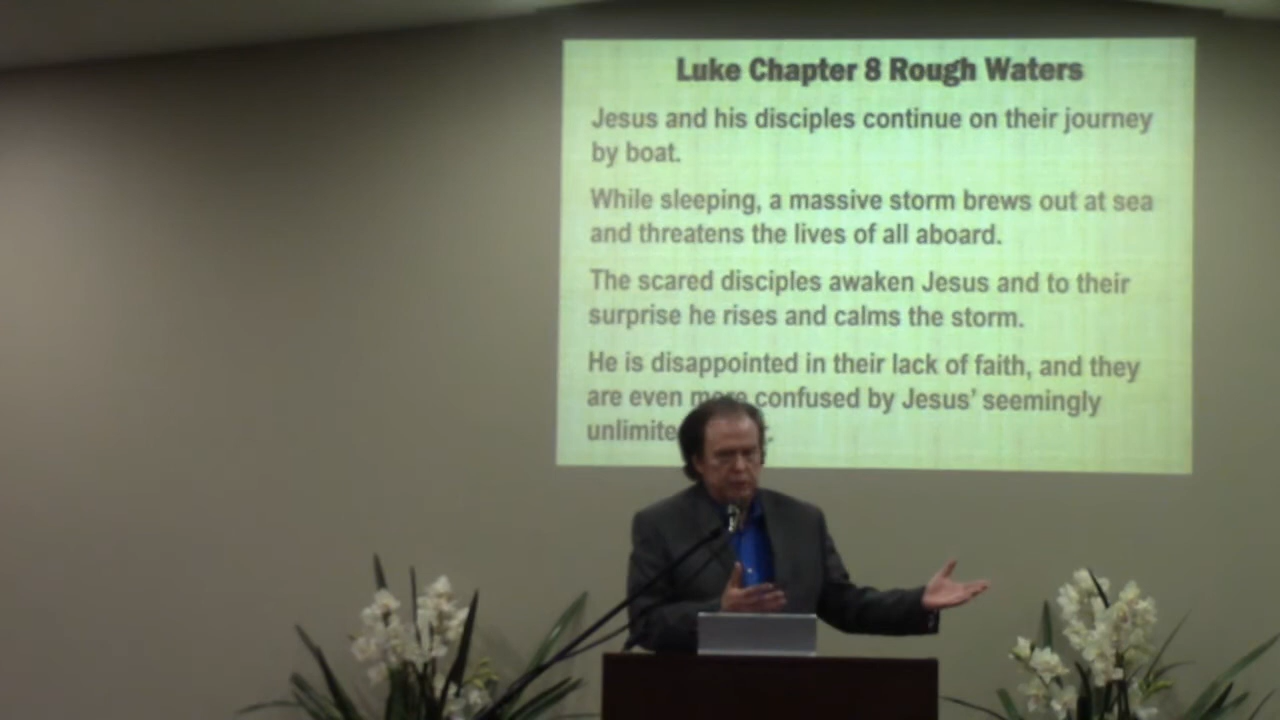 Luke Chapter 8 Rough Waters
Jesus and his disciples continue on their journey
by boat.
While sleeping, a massive storm brews out at sea
and threatens the lives of all aboard.
The scared disciples awaken Jesus and to their
surprise he rises and calms the storm.
He is disappointed in their lack of faith, and they
are even more confused by Jesus' seemingly